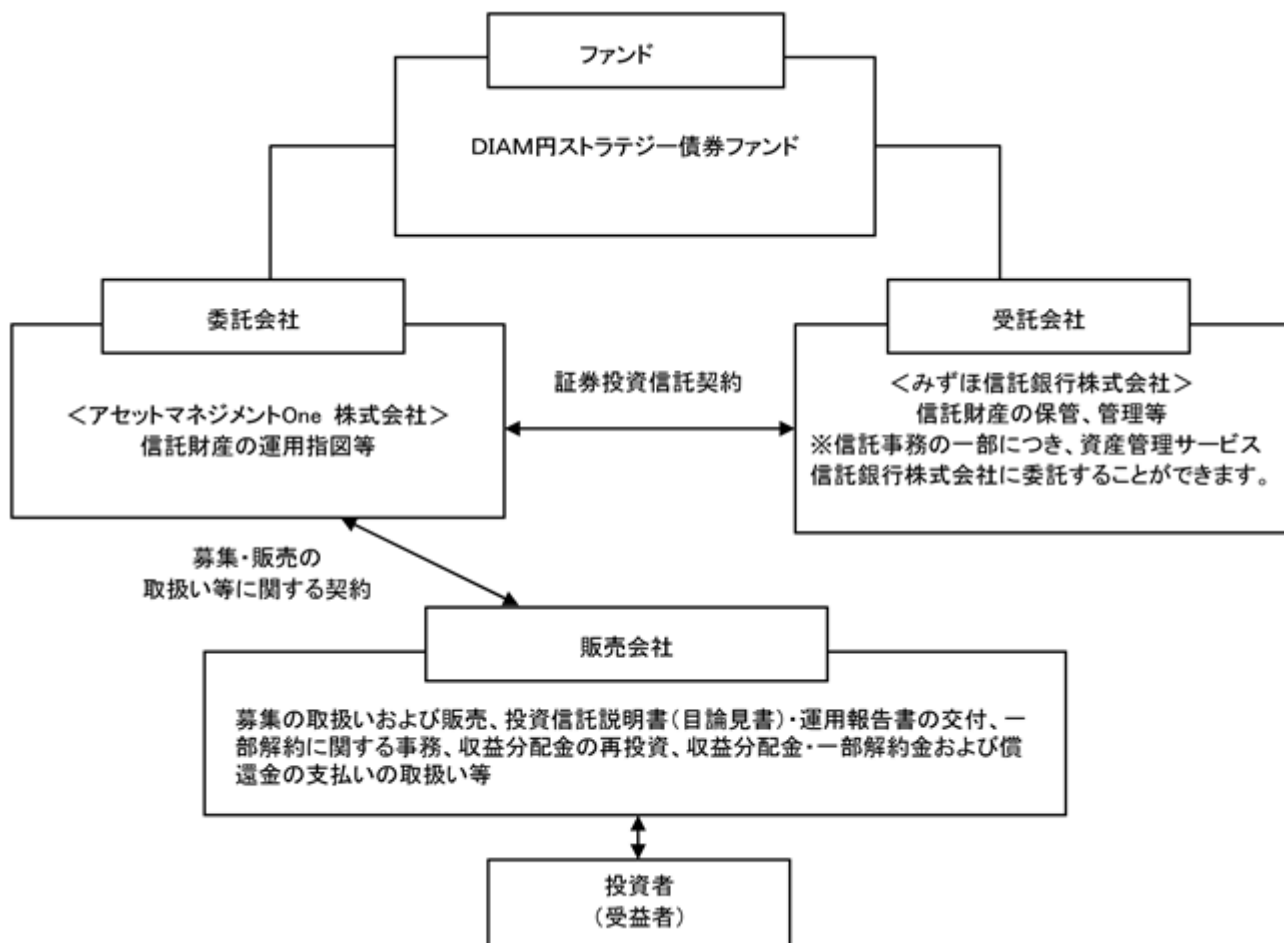 ファンド
DIAM円ストラテジー債券ファンド
委託会社
＜アセットマネジメントOne 株式会社＞
信託財産の運用指図等
証券投資信託契約
受託会社
＜みずほ信託銀行株式会社＞
信託財産の保管、管理等
※信託事務の一部につき、資産管理サービス
信託銀行株式会社に委託することができます。
募集・販売の
取扱い等に関する契約
販売会社
募集の取扱いおよび販売、投資信託説明書（目論見書）・運用報告書の交付、一
部解約に関する事務、収益分配金の再投資、収益分配金・一部解約金および償
還金の支払いの取扱い等
投資者
（受益者）